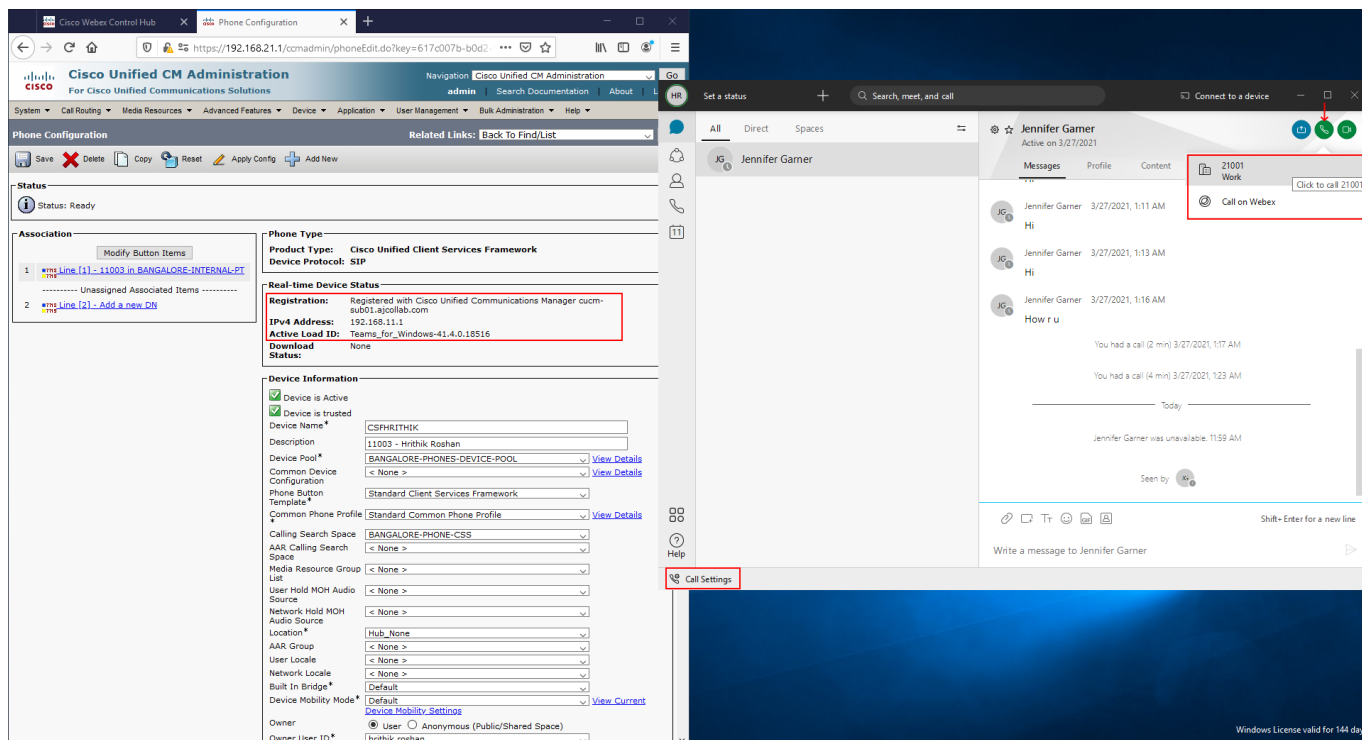 Cisco Webex Control Hub
Phone Configuration
https://192.168.21.1/ccmadmin/phoneEdit.do?key=617c007b-b0d2-
CISCO
Cisco Unified CM Administration
For Cisco Unified Communications Solutions
Navigation Cisco Unified CM Administration Go
admin | Search Documentation | About | L
System Call Routing Media Resources Advanced Features Device Application User Management Bulk Administration Help
Phone Configuration
Related Links: Back To Find/List
Save Delete Copy Reset Apply Config Add New
Status
Status: Ready
Association
Modify Button Items
1 Line [1] - 11003 in BANGALORE-INTERNAL-PT
---------- Unassigned Associated Items ----------
2 Line [2] - Add a new DN
Phone Type
Product Type: Cisco Unified Client Services Framework
Device Protocol: SIP
Real-time Device Status
Registration: Registered with Cisco Unified Communications Manager cucm-
sub01.ajcollab.com
IPv4 Address: 192.168.11.1
Active Load ID: Teams_for_Windows-41.4.0.18516
Download Status: None
Device Information
Device is Active
Device is trusted
Device Name* CSFHRITHIK
Description 11003 - Hrithik Roshan
Device Pool* BANGALORE-PHONES-DEVICE-POOL View Details
Common Device Configuration < None > View Details
Phone Button Template* Standard Client Services Framework
Common Phone Profile * Standard Common Phone Profile View Details
Calling Search Space BANGALORE-PHONE-CSS
AAR Calling Search Space < None >
Media Resource Group List < None >
User Hold MOH Audio Source < None >
Network Hold MOH Audio Source < None >
Location* Hub_None
AAR Group < None >
User Locale < None >
Network Locale < None >
Built In Bridge* Default
Device Mobility Mode* Default View Current
Device Mobility Settings
Owner User Anonymous (Public/Shared Space)
Owner User ID* hrithik.roshan
HR
Set a status
Search, meet, and call
Connect to a device
All Direct Spaces
JG Jennifer Garner
11
Help
Call Settings
Jennifer Garner
Active on 3/27/2021
Messages Profile Content
21001
Work
Click to call 21001
Call on Webex
JG Jennifer Garner 3/27/2021, 1:11 AM
Hi
JG Jennifer Garner 3/27/2021, 1:13 AM
Hi
JG Jennifer Garner 3/27/2021, 1:16 AM
How r u
You had a call (2 min) 3/27/2021, 1:17 AM
You had a call (4 min) 3/27/2021, 1:23 AM
Today
Jennifer Garner was unavailable. 11:59 AM
Seen by
GIF
Shift+ Enter for a new line
Write a message to Jennifer Garner
Windows License valid for 144 day